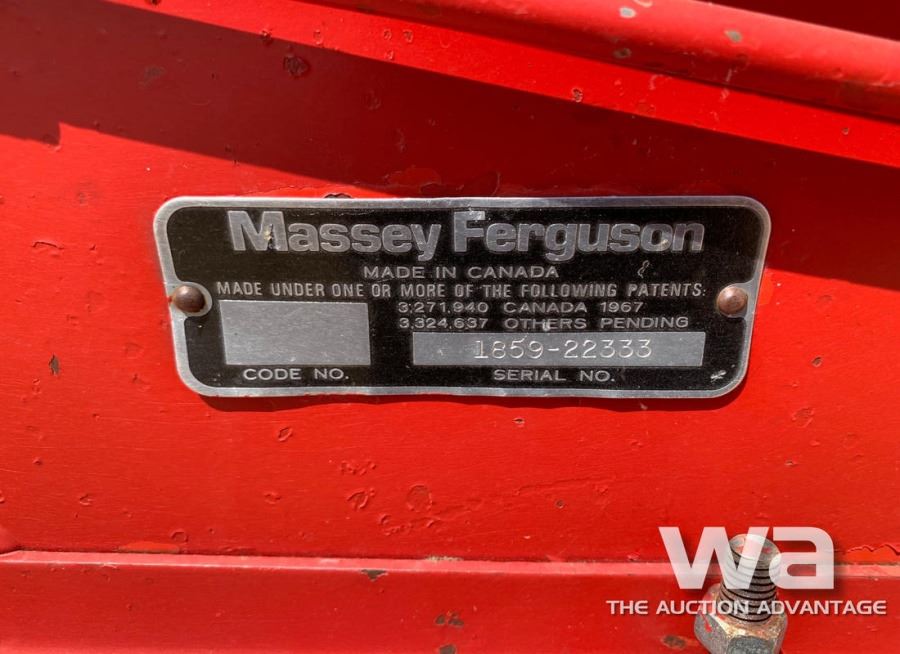 Massey Ferguson
MADE IN CANADA
MADE UNDER ONE OR MORE OF THE FOLLOWING PATENTS:
3,271,940 CANADA 1967
3,324,637 OTHERS PENDING
1859-22333
CODE NO. SERIAL NO.
wa
THE AUCTION ADVANTAGE